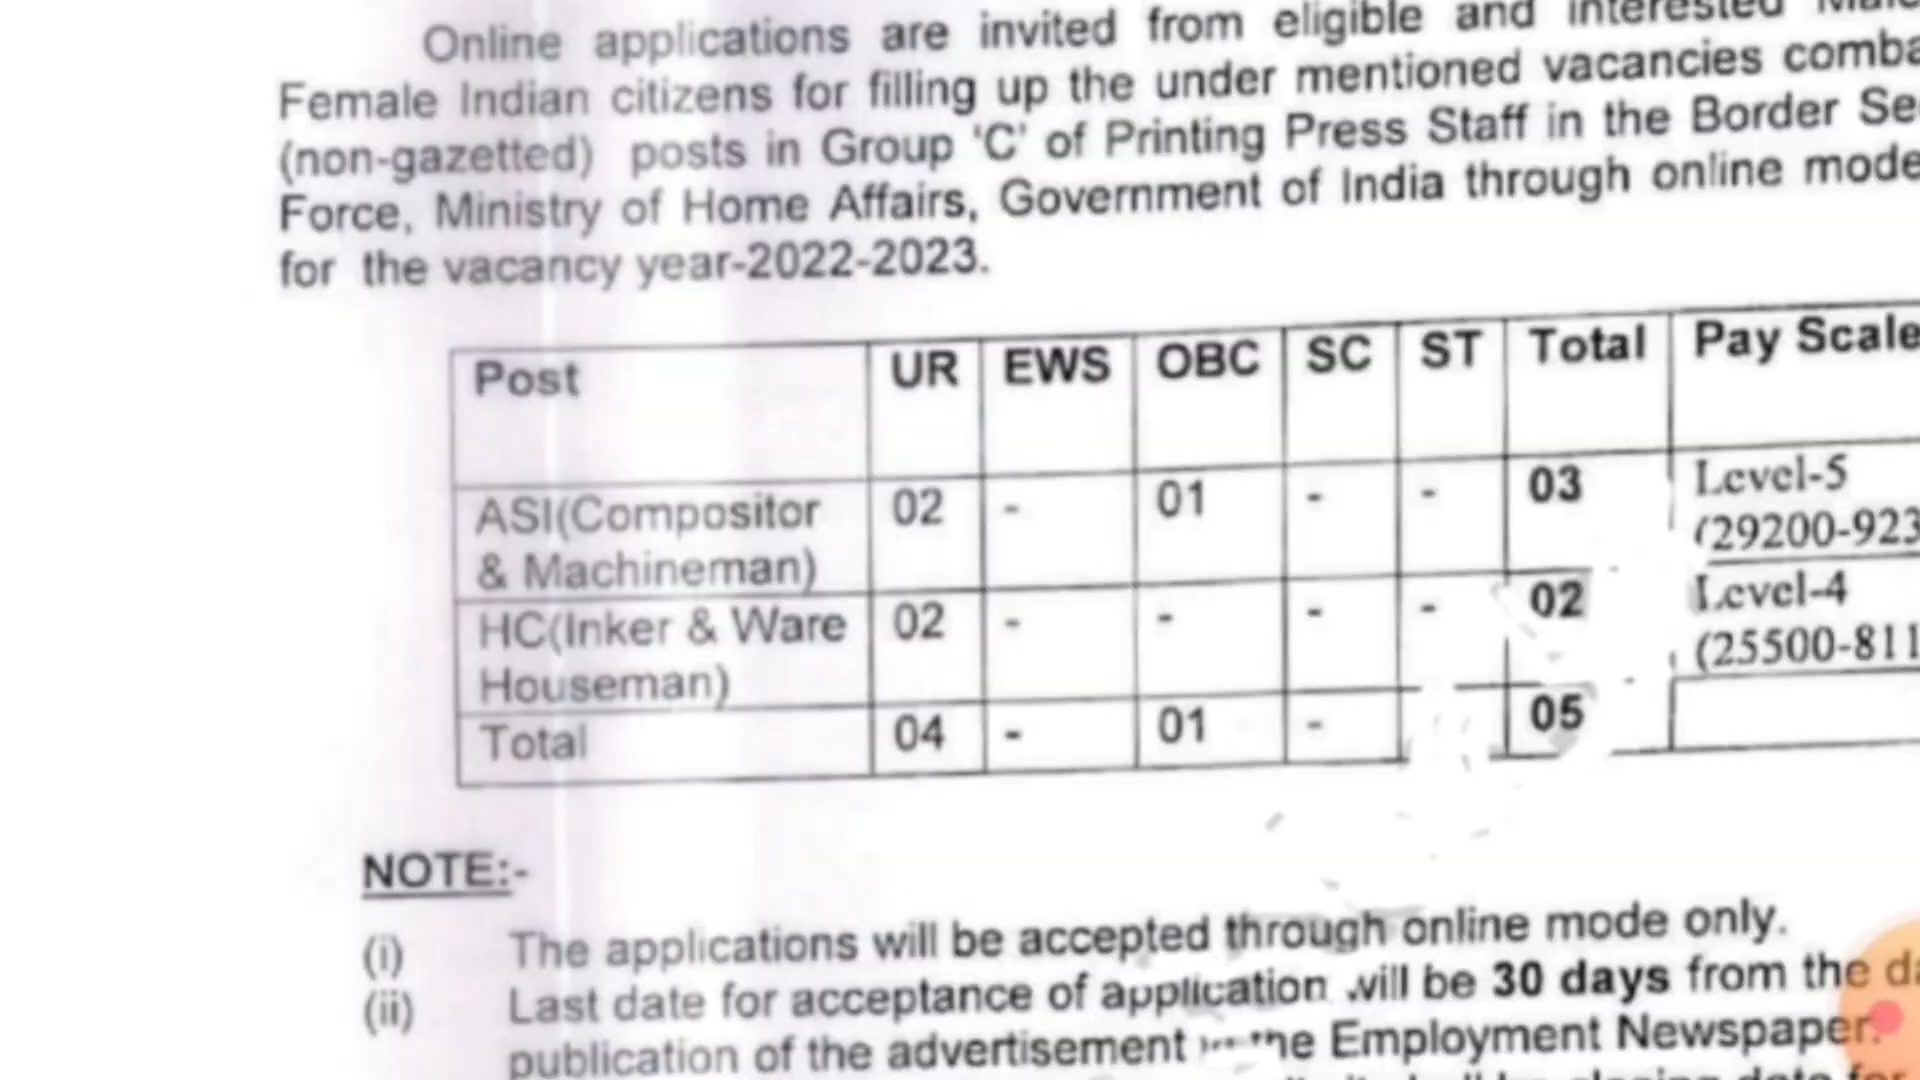 Online applications are invited from eligible and interested
Female Indian citizens for filling up the under mentioned vacancies
(non-gazetted) posts in Group 'C' of Printing Press Staff in the Border
Force, Ministry of Home Affairs, Government of India through online mode
for the vacancy year-2022-2023.
Post UR EWS OBC SC ST Total Pay Scale
ASI(Compositor 02 - 01 - - 03 Level-5
& Machineman) (29200-923
HC(Inker & Ware 02 - - - - 02 Level-4
Houseman) (25500-811
Total 04 - 01 - 05
NOTE:-
(i) The applications will be accepted through online mode only.
(ii) Last date for acceptance of application will be 30 days from the
publication of the advertisement the Employment Newspaper.